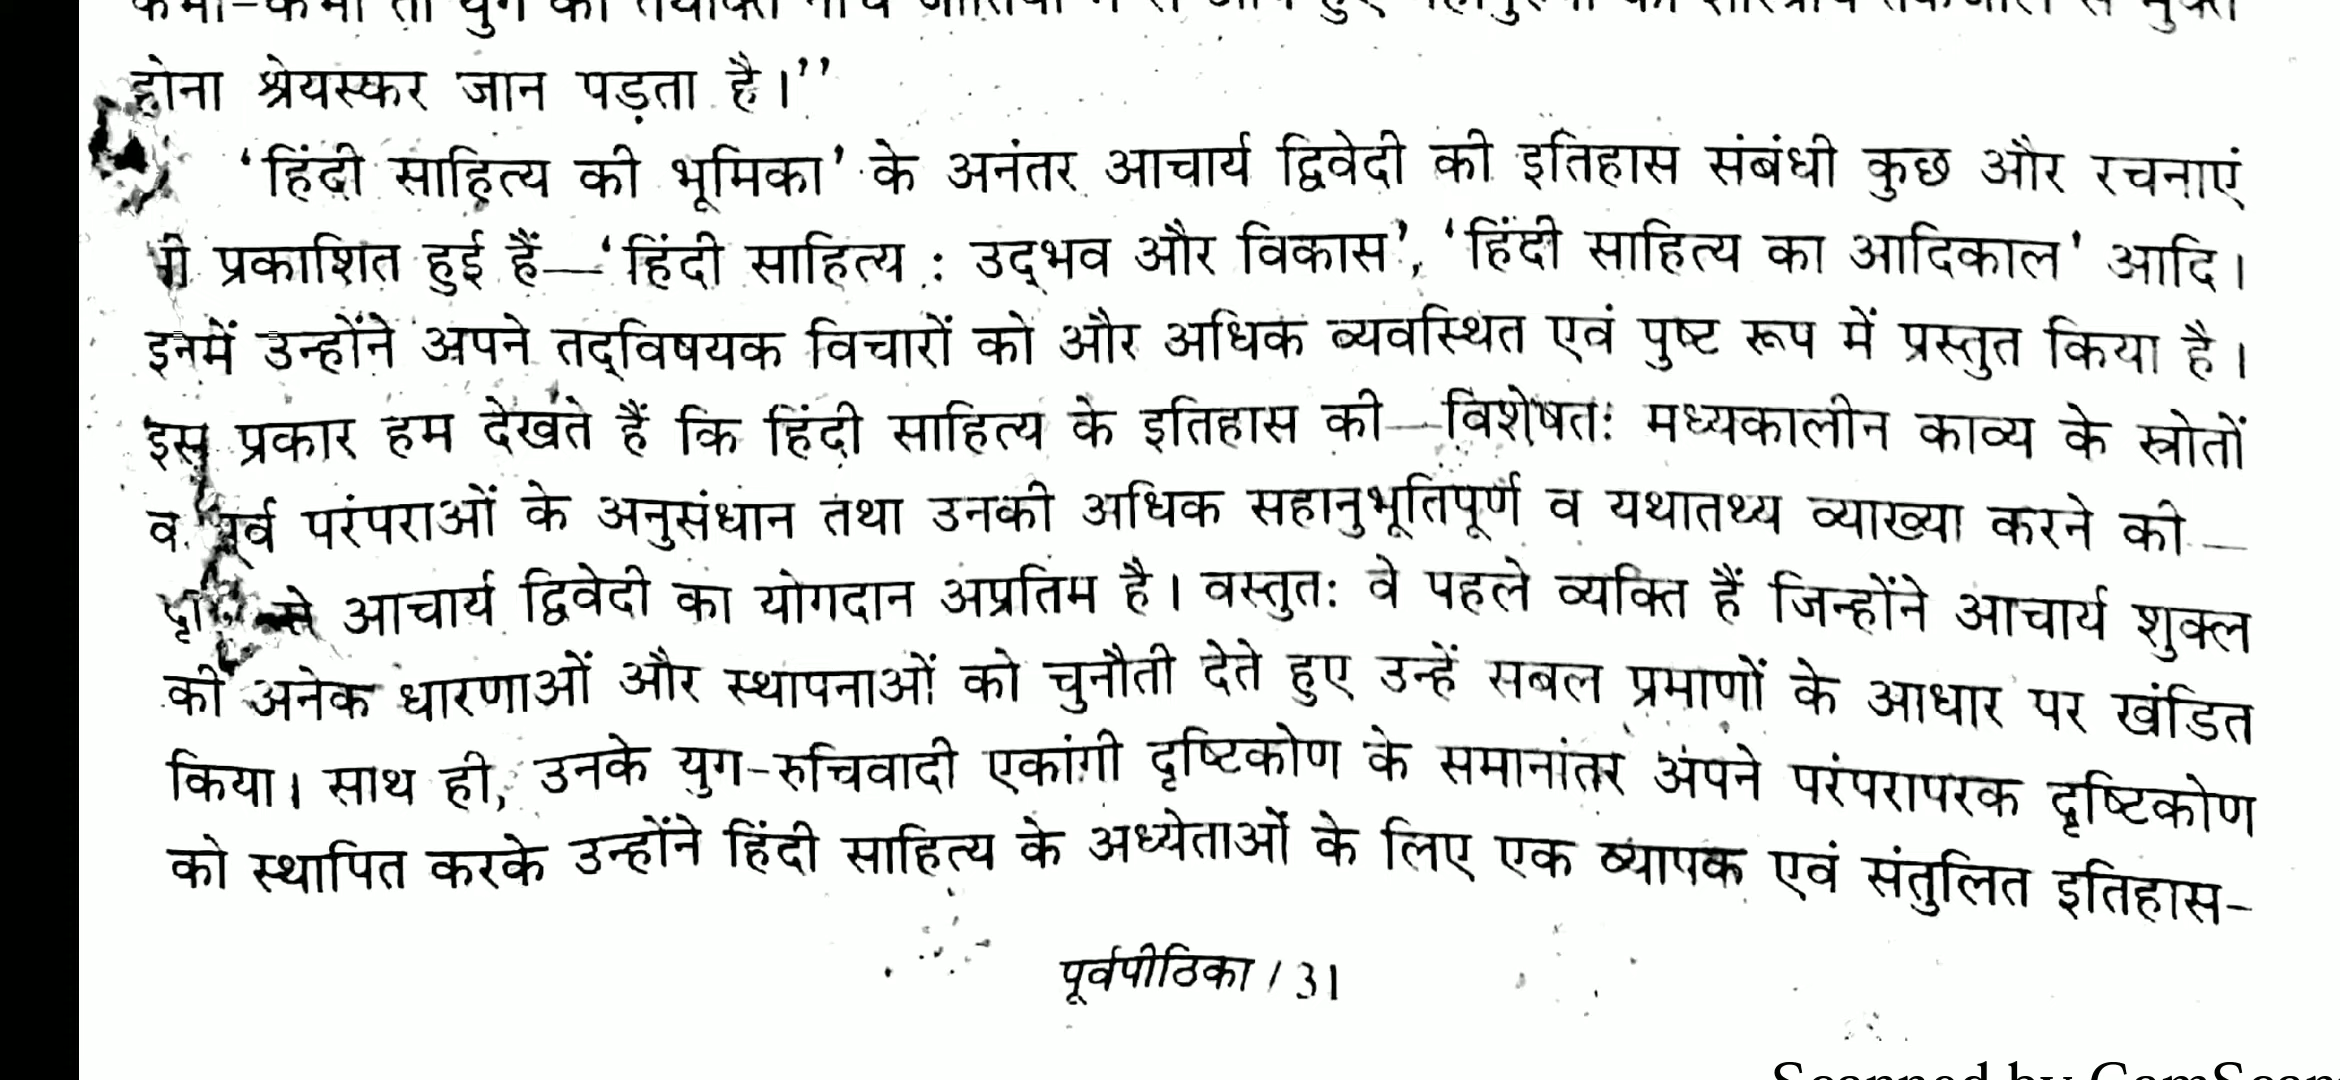 होना श्रेयस्कर जान पड़ता है।’’
‘हिंदी साहित्य की भूमिका’ के अनंतर आचार्य द्विवेदी की इतिहास संबंधी कुछ और रचनाएं
प्रकाशित हुई हैं—‘हिंदी साहित्य : उद्भव और विकास’, ‘हिंदी साहित्य का आदिकाल’ आदि।
इनमें उन्होंने अपने तद्विषयक विचारों को और अधिक व्यवस्थित एवं पुष्ट रूप में प्रस्तुत किया है।
इस प्रकार हम देखते हैं कि हिंदी साहित्य के इतिहास की—विशेषतः मध्यकालीन काव्य के स्त्रोतों
व पूर्व परंपराओं के अनुसंधान तथा उनकी अधिक सहानुभूतिपूर्ण व यथातथ्य व्याख्या करने की—
से आचार्य द्विवेदी का योगदान अप्रतिम है। वस्तुतः वे पहले व्यक्ति हैं जिन्होंने आचार्य शुक्ल
की अनेक धारणाओं और स्थापनाओं को चुनौती देते हुए उन्हें सबल प्रमाणों के आधार पर खंडित
किया। साथ ही, उनके युग-रुचिवादी एकांगी दृष्टिकोण के समानांतर अपने परंपरापरक दृष्टिकोण
को स्थापित करके उन्होंने हिंदी साहित्य के अध्येताओं के लिए एक व्यापक एवं संतुलित इतिहास-
पूर्वपीठिका / 31